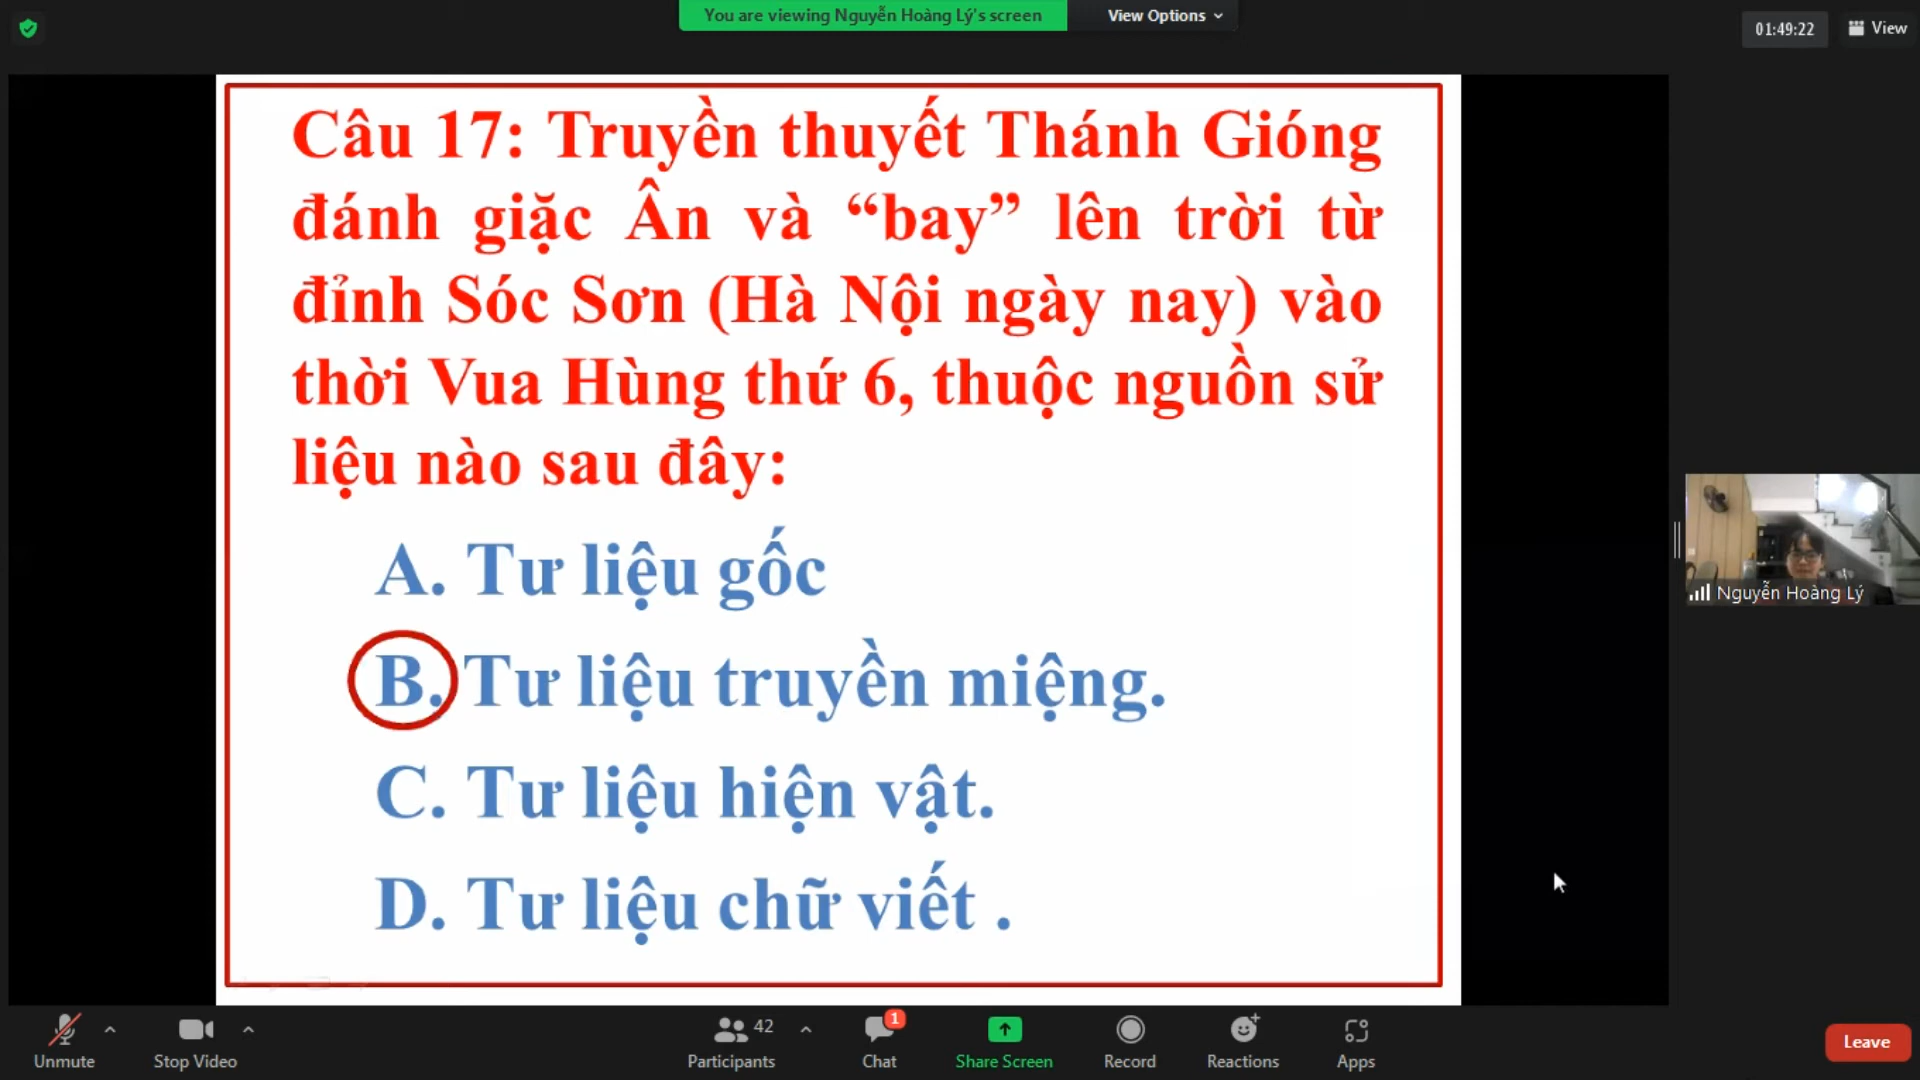 You are viewing Nguyễn Hoàng Lý's screen
View Options
01:49:22
View
Câu 17: Truyền thuyết Thánh Gióng
đánh giặc Ân và “bay” lên trời từ
đỉnh Sóc Sơn (Hà Nội ngày nay) vào
thời Vua Hùng thứ 6, thuộc nguồn sử
liệu nào sau đây:
A. Tư liệu gốc
B. Tư liệu truyền miệng.
C. Tư liệu hiện vật.
D. Tư liệu chữ viết .
Nguyễn Hoàng Lý
Unmute
Stop Video
42
Participants
1
Chat
Share Screen
Record
Reactions
Apps
Leave